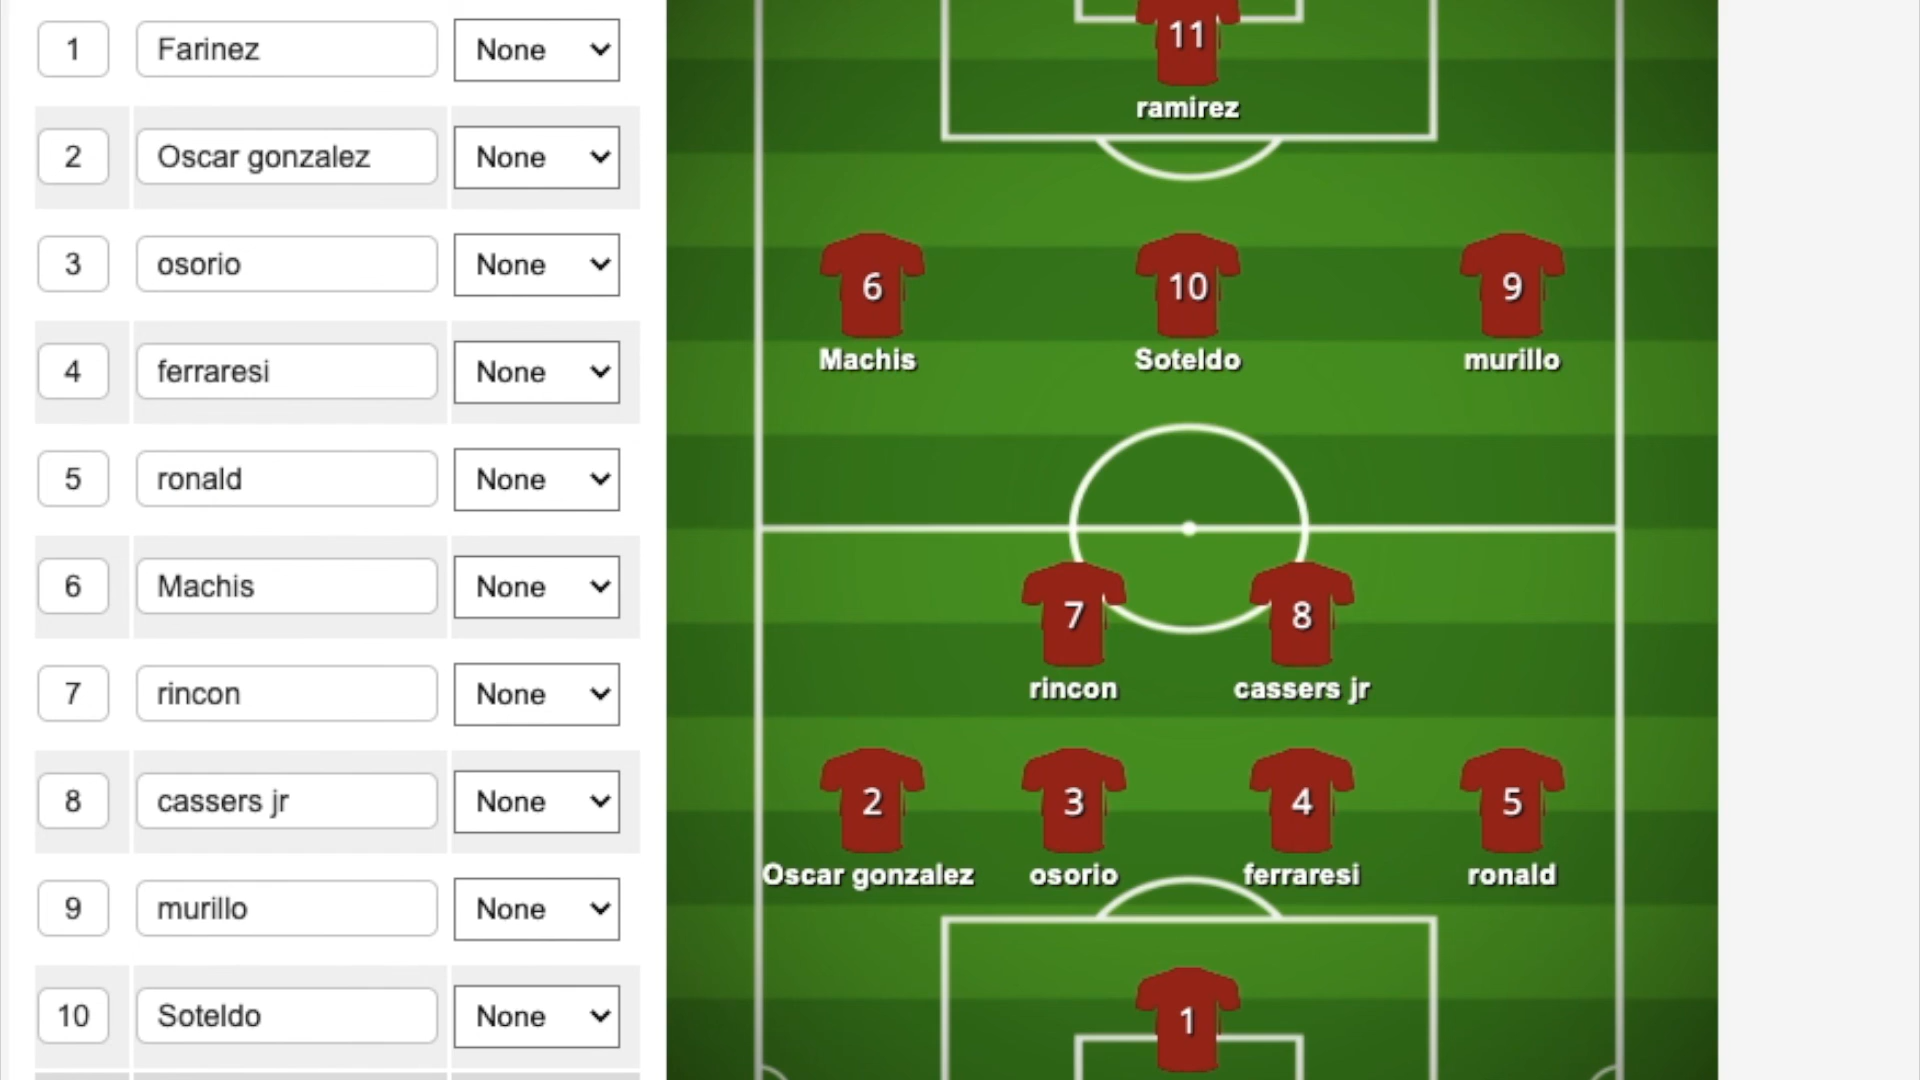 1 Farinez None
2 Oscar gonzalez None
3 osorio None
4 ferraresi None
5 ronald None
6 Machis None
7 rincon None
8 cassers jr None
9 murillo None
10 Soteldo None
11
ramirez
6 10 9
Machis Soteldo murillo
7 8
rincon cassers jr
2 3 4 5
Oscar gonzalez osorio ferraresi ronald
1